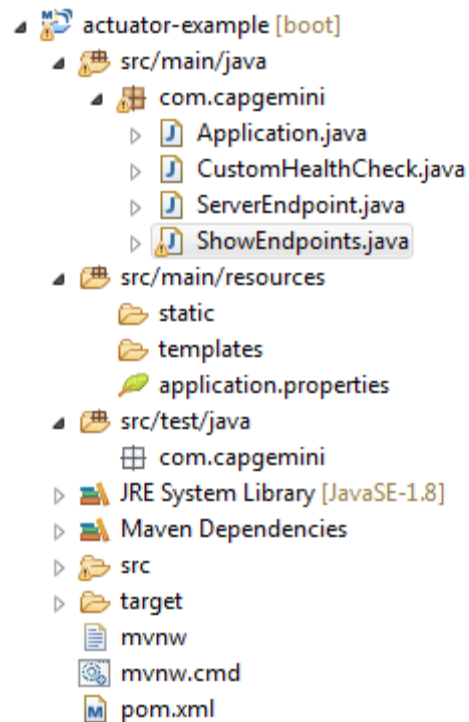 actuator-example [boot]
src/main/java
com.capgemini
Application.java
CustomHealthCheck.java
ServerEndpoint.java
ShowEndpoints.java
src/main/resources
static
templates
application.properties
src/test/java
com.capgemini
JRE System Library [JavaSE-1.8]
Maven Dependencies
src
target
mvnw
mvnw.cmd
pom.xml